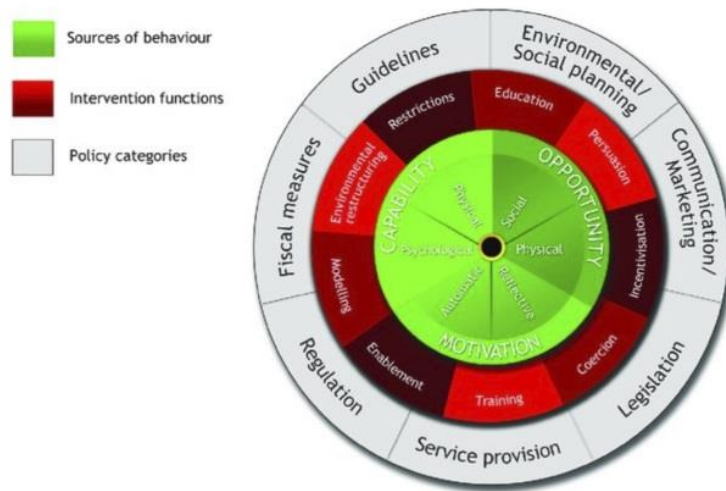 Sources of behaviour
Intervention functions
Policy categories
Guidelines
Environmental/
Social planning
Communication/
Marketing
Legislation
Service provision
Regulation
Fiscal measures
Restrictions
Education
Persuasion
Incentivisation
Coercion
Training
Enablement
Modelling
Environmental
restructuring
CAPABILITY
OPPORTUNITY
MOTIVATION
Physical
Social
Psychological
Physical
Automatic
Reflective